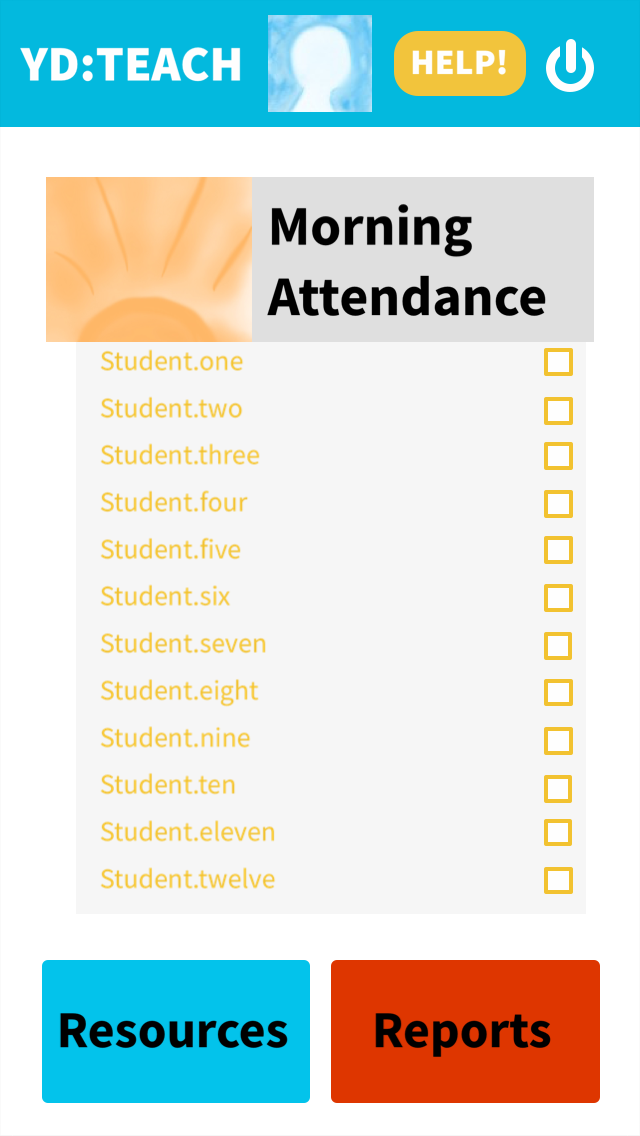 YD:TEACH
HELP!
Morning
Attendance
Student.one
Student.two
Student.three
Student.four
Student.five
Student.six
Student.seven
Student.eight
Student.nine
Student.ten
Student.eleven
Student.twelve
Resources
Reports